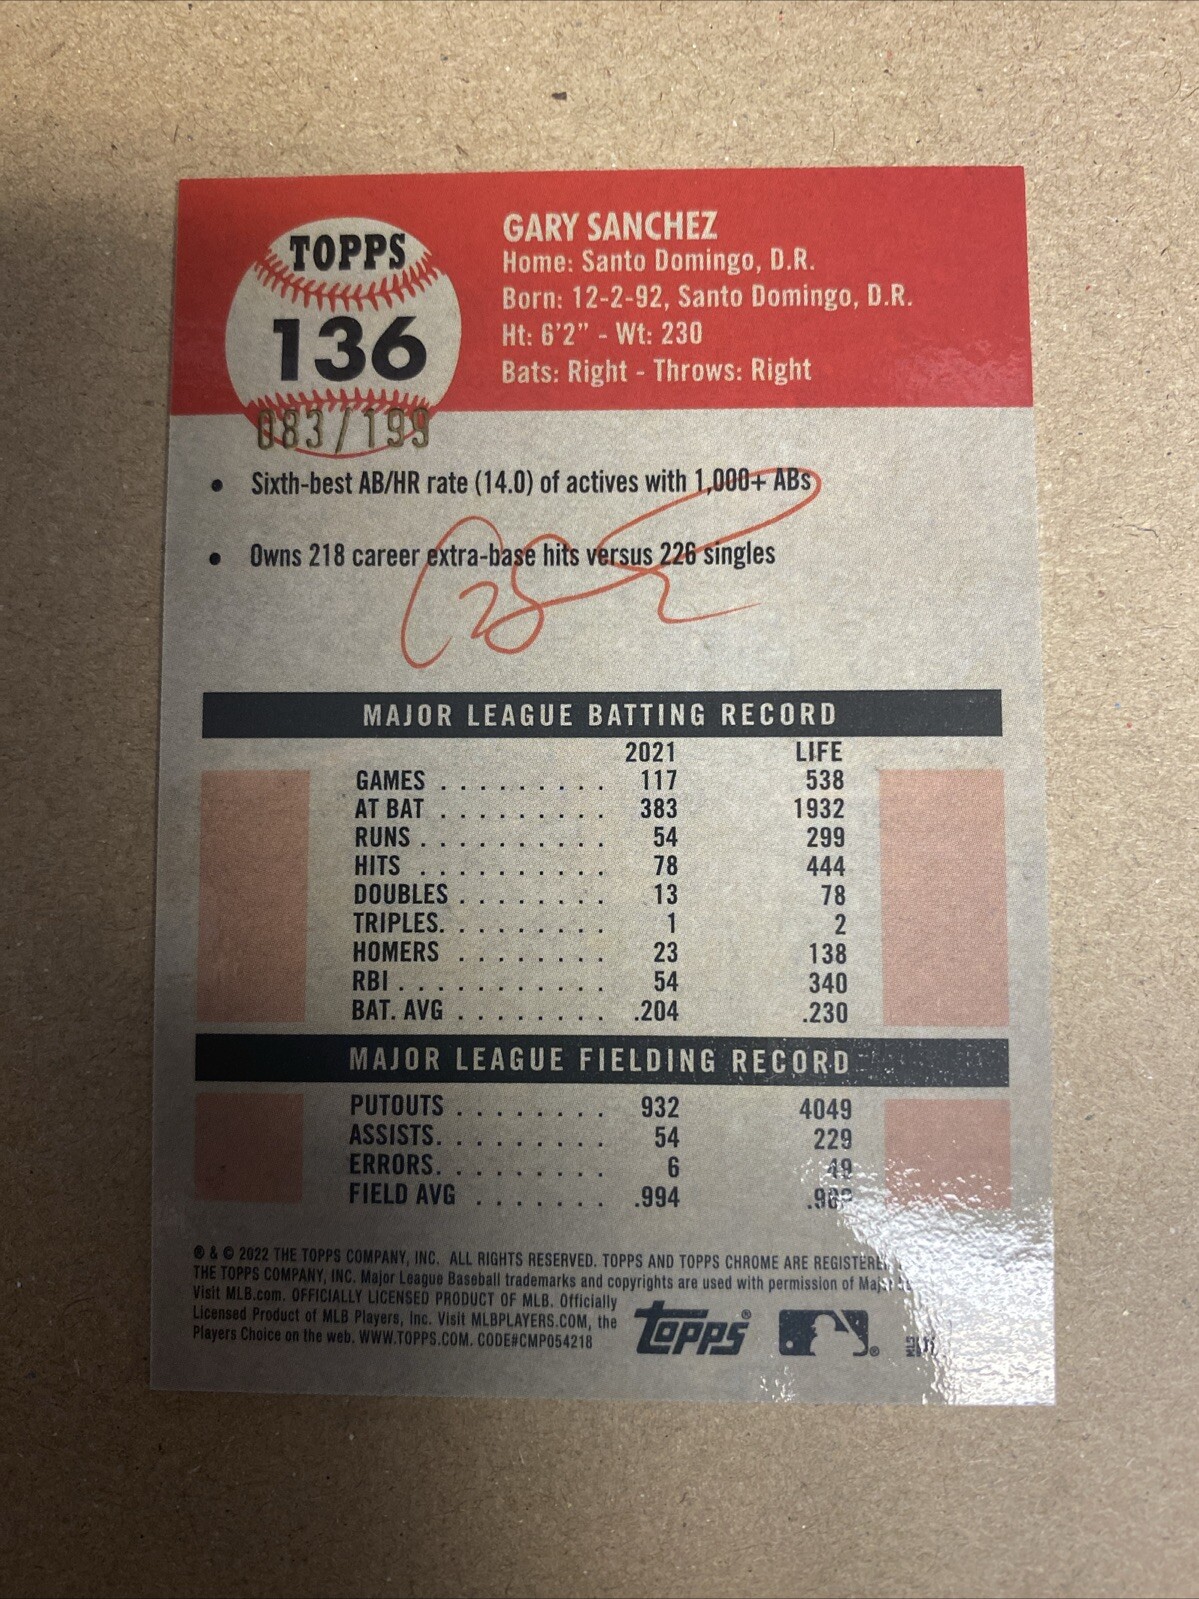 TOPPS
136
083/199
GARY SANCHEZ
Home: Santo Domingo, D.R.
Born: 12-2-92, Santo Domingo, D.R.
Ht: 6'2" - Wt: 230
Bats: Right - Throws: Right
• Sixth-best AB/HR rate (14.0) of actives with 1,000+ ABs
• Owns 218 career extra-base hits versus 226 singles
MAJOR LEAGUE BATTING RECORD
2021 LIFE
GAMES . . . . . . . . . 117 538
AT BAT . . . . . . . . . 383 1932
RUNS . . . . . . . . . . 54 299
HITS . . . . . . . . . . 78 444
DOUBLES . . . . . . . . 13 78
TRIPLES. . . . . . . . . 1 2
HOMERS . . . . . . . . 23 138
RBI . . . . . . . . . . . 54 340
BAT. AVG . . . . . . . . .204 .230
MAJOR LEAGUE FIELDING RECORD
PUTOUTS . . . . . . . . 932 4049
ASSISTS. . . . . . . . . 54 229
ERRORS. . . . . . . . . 6 49
FIELD AVG . . . . . . . .994
® & © 2022 THE TOPPS COMPANY, INC. ALL RIGHTS RESERVED. TOPPS AND TOPPS CHROME ARE
THE TOPPS COMPANY, INC. Major League Baseball trademarks and copyrights are used with permission of
Visit MLB.com. OFFICIALLY LICENSED PRODUCT OF MLB. Officially
Licensed Product of MLB Players, Inc. Visit MLBPLAYERS.COM, the
Players Choice on the web. WWW.TOPPS.COM. CODE#CMP054218
Topps®